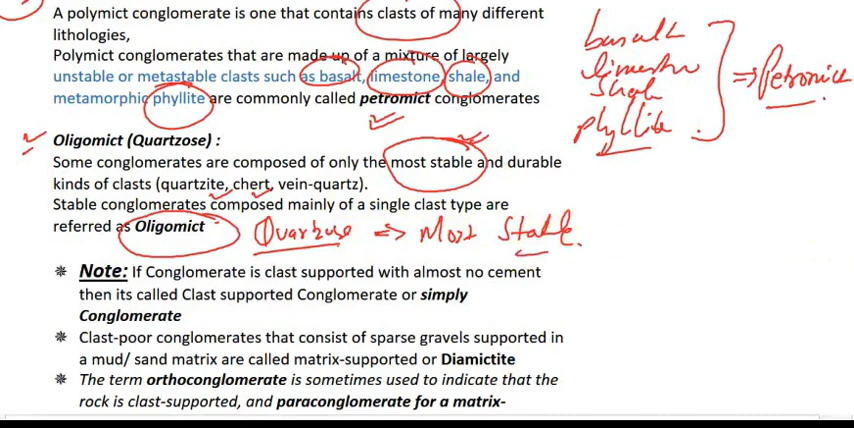 A polymict conglomerate is one that contains clasts of many different
lithologies,
Polymict conglomerates that are made up of a mixture of largely
unstable or metastable clasts such as basalt, limestone, shale, and
metamorphic phyllite are commonly called petromict conglomerates
basalt
limestro
Shale
phyllite
⇒ Petromict
Oligomict (Quartzose) :
Some conglomerates are composed of only the most stable and durable
kinds of clasts (quartzite, chert, vein-quartz).
Stable conglomerates composed mainly of a single clast type are
referred as Oligomict
Quarzuse ⇒ Most Stable.
Note: If Conglomerate is clast supported with almost no cement
then its called Clast supported Conglomerate or simply
Conglomerate
Clast-poor conglomerates that consist of sparse gravels supported in
a mud/ sand matrix are called matrix-supported or Diamictite
The term orthoconglomerate is sometimes used to indicate that the
rock is clast-supported, and paraconglomerate for a matrix-